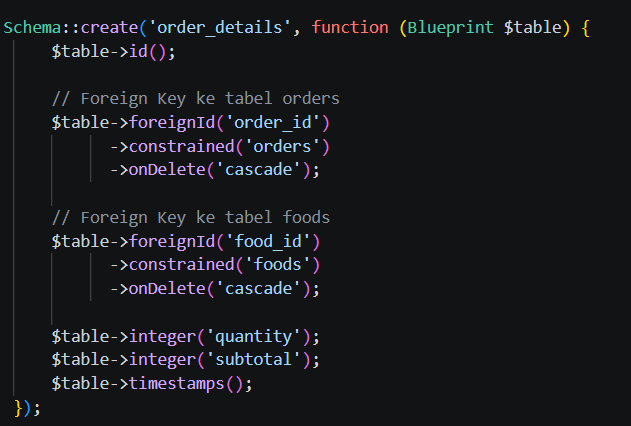 Schema::create('order_details', function (Blueprint $table) {
$table->id();
// Foreign Key ke tabel orders
$table->foreignId('order_id')
->constrained('orders')
->onDelete('cascade');
// Foreign Key ke tabel foods
$table->foreignId('food_id')
->constrained('foods')
->onDelete('cascade');
$table->integer('quantity');
$table->integer('subtotal');
$table->timestamps();
});